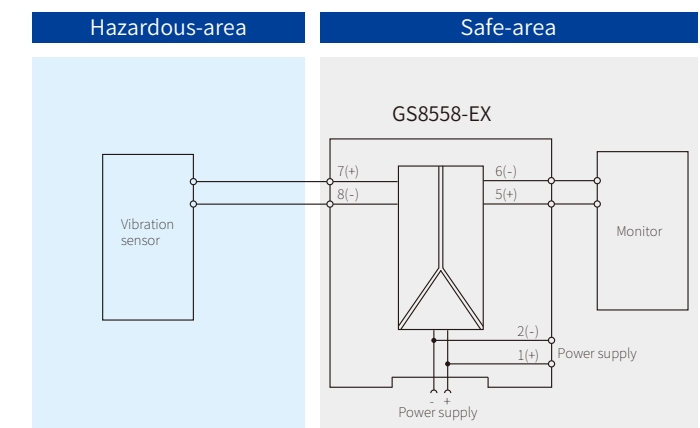 Hazardous-area
Safe-area
GS8558-EX
7(+)
6(-)
8(-)
5(+)
Vibration
sensor
Monitor
2(-)
1(+)
Power supply
- +
Power supply